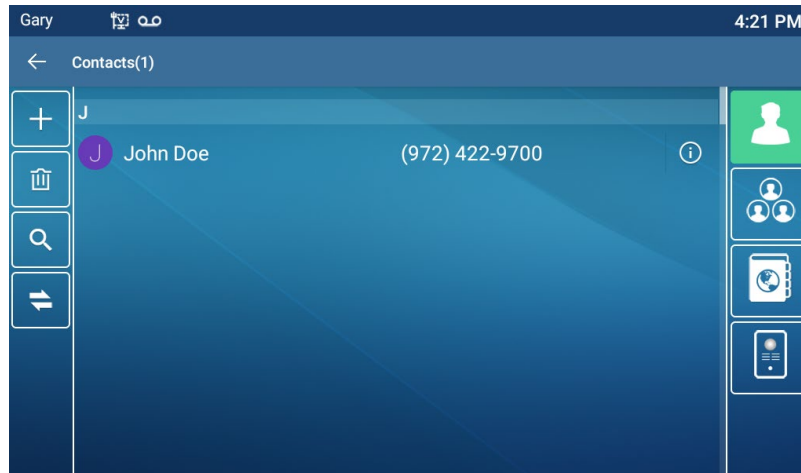 Gary
4:21 PM
Contacts(1)
J
J John Doe (972) 422-9700